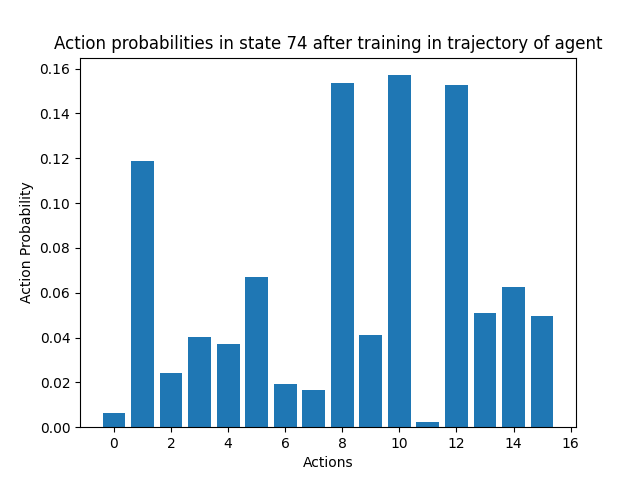 Action probabilities in state 74 after training in trajectory of agent
0.16
0.14
0.12
0.10
0.08
0.06
0.04
0.02
0.00
Action Probability
0 2 4 6 8 10 12 14 16
Actions